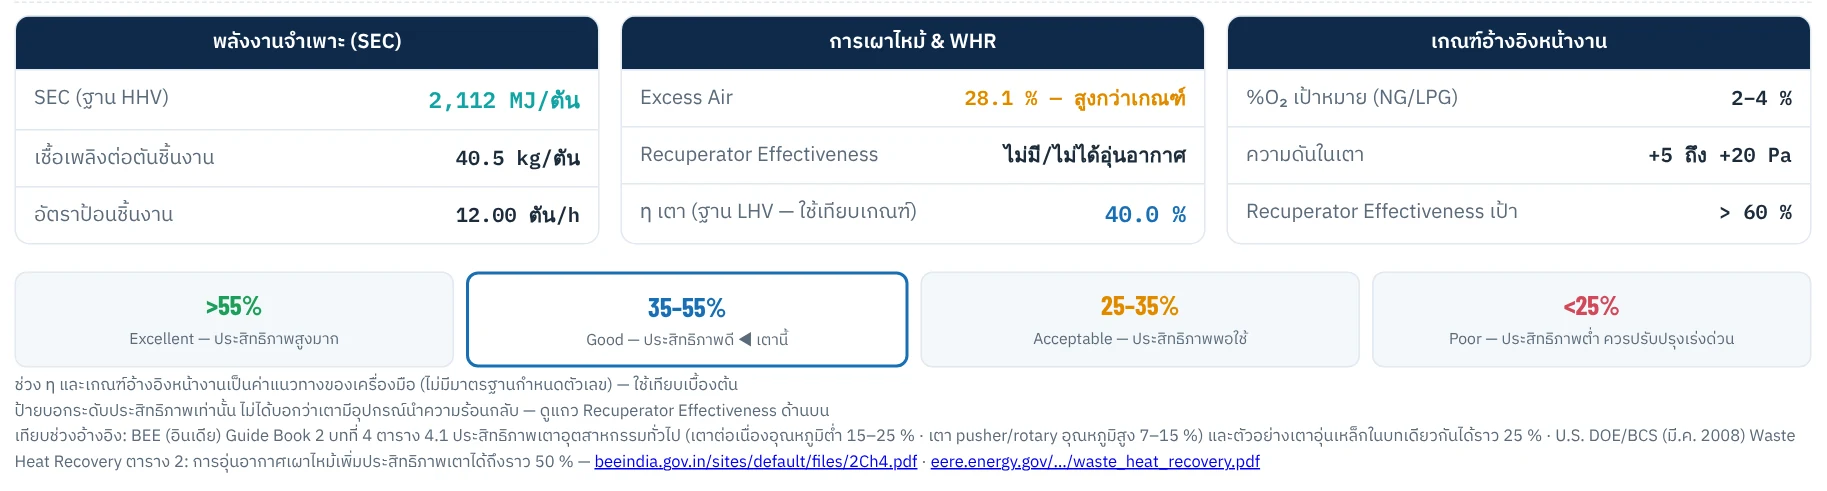 พลังงานจำเพาะ (SEC)
SEC (ฐาน HHV) 2,112 MJ/ตัน
เชื้อเพลิงต่อตันชิ้นงาน 40.5 kg/ตัน
อัตราป้อนชิ้นงาน 12.00 ตัน/h
การเผาไหม้ & WHR
Excess Air 28.1 % — สูงกว่าเกณฑ์
Recuperator Effectiveness ไม่มี/ไม่ได้อุ่นอากาศ
η เตา (ฐาน LHV — ใช้เทียบเกณฑ์) 40.0 %
เกณฑ์อ้างอิงหน้างาน
%O₂ เป้าหมาย (NG/LPG) 2–4 %
ความดันในเตา +5 ถึง +20 Pa
Recuperator Effectiveness เป้า > 60 %
>55%
Excellent — ประสิทธิภาพสูงมาก
35–55%
Good — ประสิทธิภาพดี ◀ เตานี้
25–35%
Acceptable — ประสิทธิภาพพอใช้
<25%
Poor — ประสิทธิภาพต่ำ ควรปรับปรุงเร่งด่วน
ช่วง η และเกณฑ์อ้างอิงหน้างานเป็นค่าแนวทางของเครื่องมือ (ไม่มีมาตรฐานกำหนดตัวเลข) — ใช้เทียบเบื้องต้น
ป้ายบอกระดับประสิทธิภาพเท่านั้น ไม่ได้บอกว่าเตามีอุปกรณ์นำความร้อนกลับ — ดูแถว Recuperator Effectiveness ด้านบน
เทียบช่วงอ้างอิง: BEE (อินเดีย) Guide Book 2 บทที่ 4 ตาราง 4.1 ประสิทธิภาพเตาอุตสาหกรรมทั่วไป (เตาต่อเนื่องอุณหภูมิต่ำ 15–25 % · เตา pusher/rotary อุณหภูมิสูง 7–15 %) และตัวอย่างเตาอุ่นเหล็กในบทเดียวกันได้ราว 25 % · U.S. DOE/BCS (มี.ค. 2008) Waste
Heat Recovery ตาราง 2: การอุ่นอากาศเผาไหม้เพิ่มประสิทธิภาพเตาได้ถึงราว 50 % — beeindia.gov.in/sites/default/files/2Ch4.pdf · eere.energy.gov/.../waste_heat_recovery.pdf